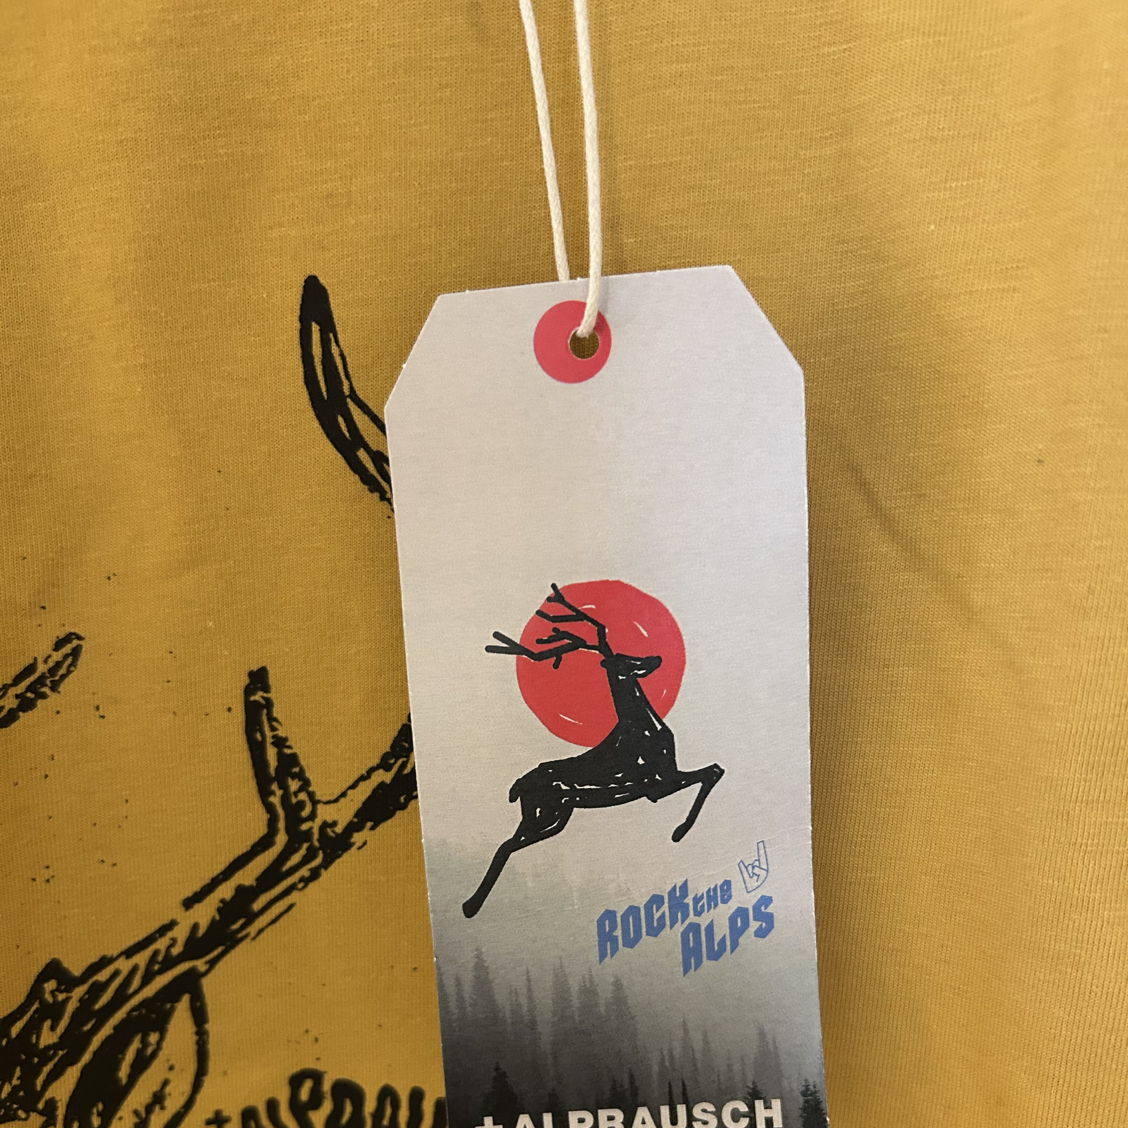 ROCK the
ALPS
+ALPRAUSCH